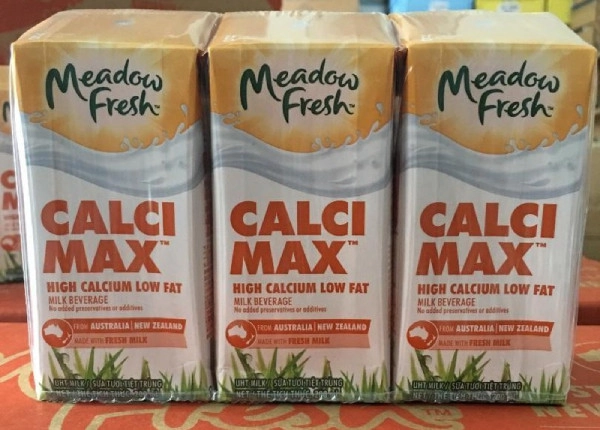 Meadow
Fresh™
CALCI
MAX™
HIGH CALCIUM LOW FAT
MILK BEVERAGE
No added preservatives or additives
FROM AUSTRALIA | NEW ZEALAND
MADE WITH FRESH MILK
UHT MILK / SỮA TƯƠI TIỆT TRÙNG
Meadow
Fresh™
CALCI
MAX™
HIGH CALCIUM LOW FAT
MILK BEVERAGE
No added preservatives or additives
FROM AUSTRALIA | NEW ZEALAND
MADE WITH FRESH MILK
UHT MILK / SỮA TƯƠI TIỆT TRÙNG
Meadow
Fresh™
CALCI
MAX™
HIGH CALCIUM LOW FAT
MILK BEVERAGE
No added preservatives or additives
FROM AUSTRALIA | NEW ZEALAND
MADE WITH FRESH MILK
UHT MILK / SỮA TƯƠI TIỆT TRÙNG